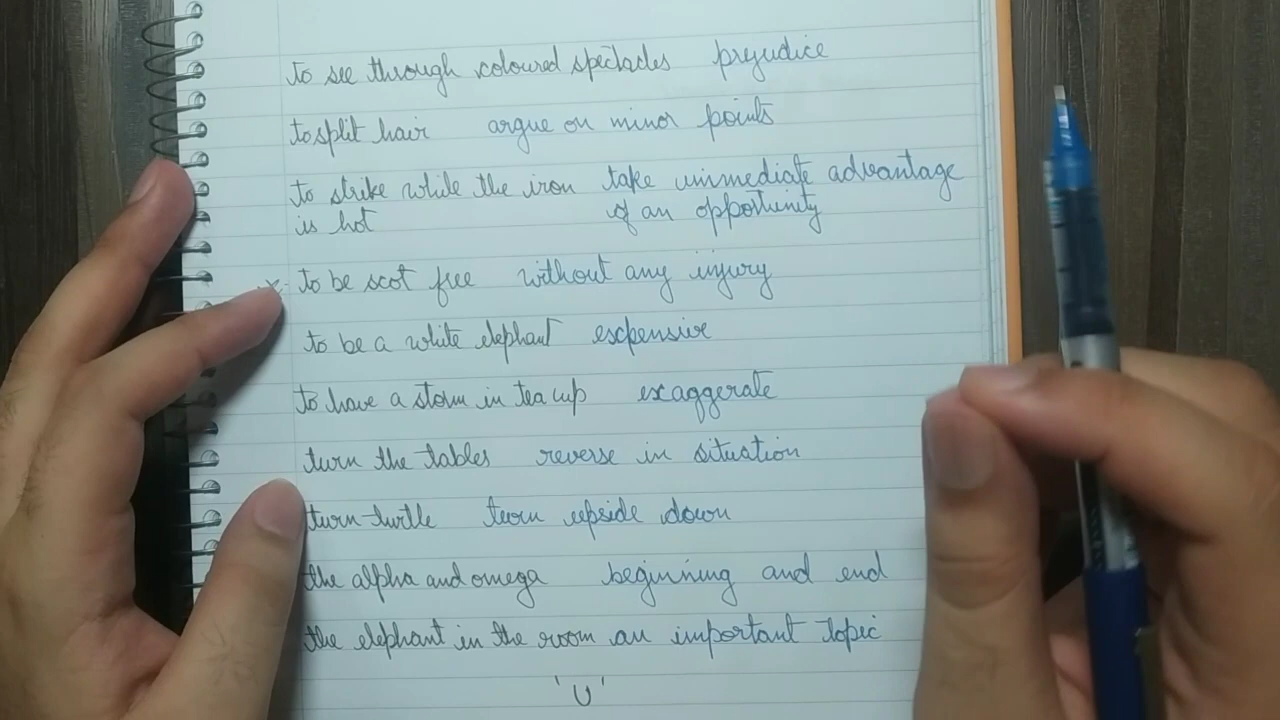 to see through coloured spectacles prejudice
to split hair argue on minor points
to strike while the iron take immediate advantage
is hot of an opportunity
x to be scot free without any injury
to be a white elephant expensive
to have a storm in tea cup exaggerate
turn the tables reverse in situation
turn turtle turn upside down
the alpha and omega beginning and end
the elephant in the room an important topic
'U'